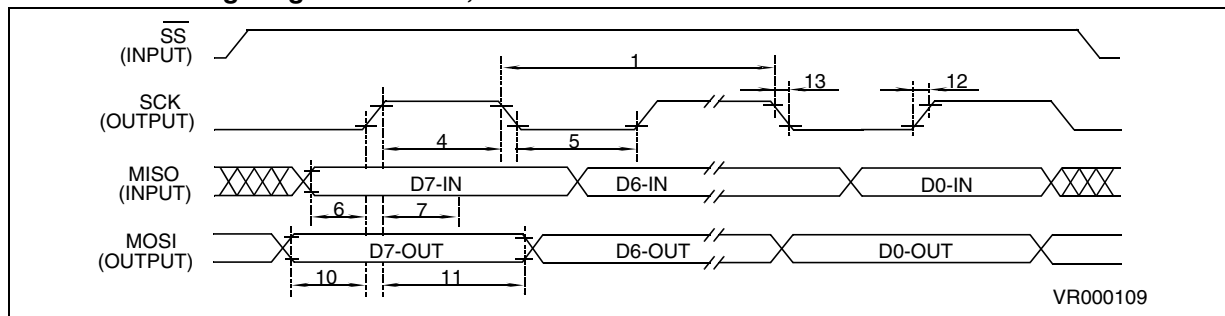 SS
(INPUT)
1
13
12
SCK
(OUTPUT)
4
5
MISO
(INPUT)
D7-IN
D6-IN
D0-IN
6
7
MOSI
(OUTPUT)
D7-OUT
D6-OUT
D0-OUT
10
11
VR000109